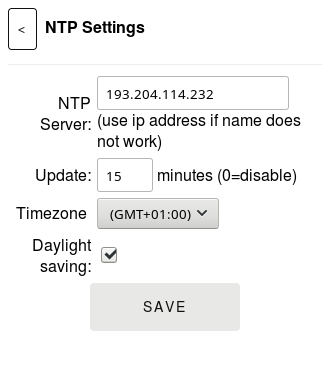 < NTP Settings
NTP Server: 193.204.114.232
(use ip address if name does
not work)
Update: 15 minutes (0=disable)
Timezone (GMT+01:00)
Daylight
saving:
SAVE